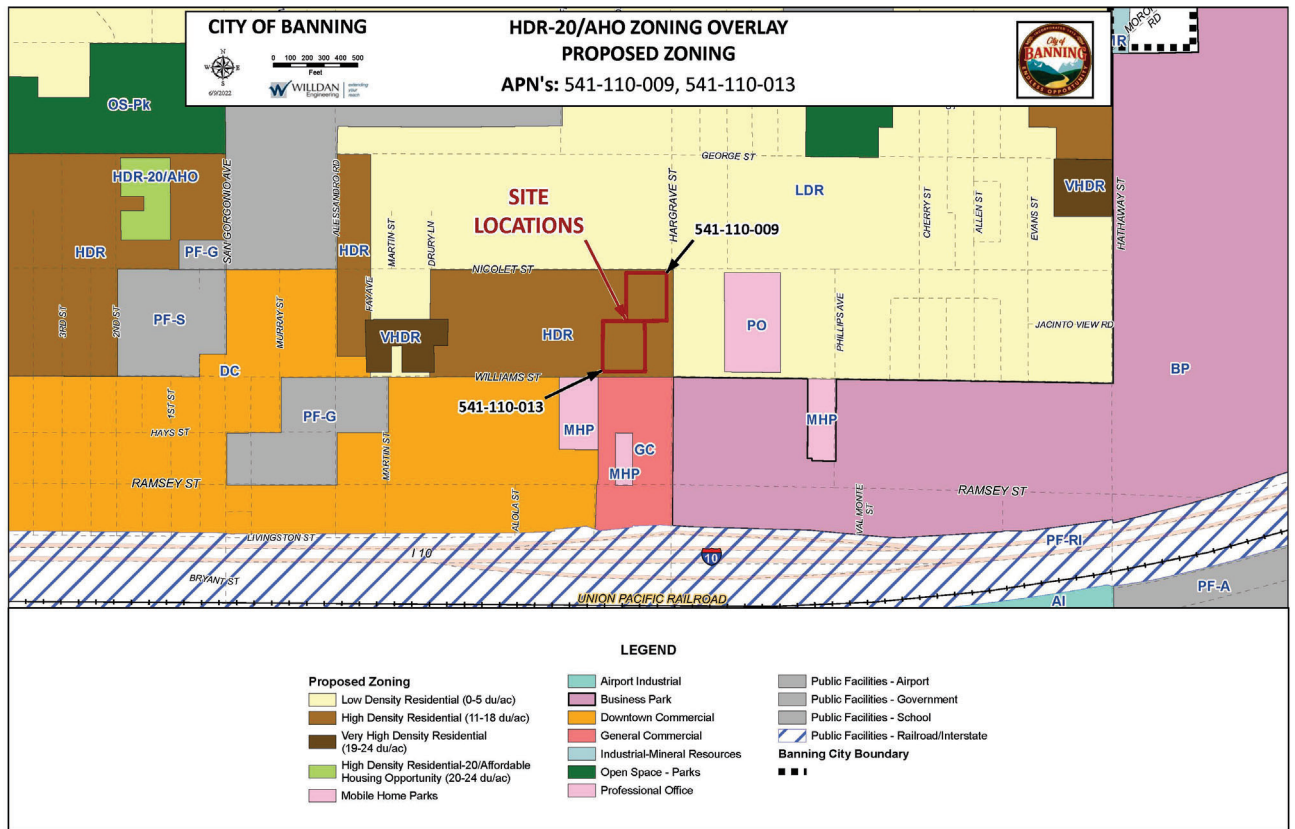 CITY OF BANNING
N
W
E
S
6/9/2022
0 100 200 300 400 500
Feet
WILLDAN
Engineering
extending
your
reach
HDR-20/AHO ZONING OVERLAY
PROPOSED ZONING
APN's: 541-110-009, 541-110-013
City of
BANNING
ENDLESS OPPORTUNITY
MORO
RD
OS-Pk
SAN GORGONIO AVE
ALESSANDRO RD
GEORGE ST
HDR-20/AHO
LDR
VHDR
HATHAWAY ST
HARGRAVE ST
CHERRY ST
ALLEN ST
EVANS ST
SITE
LOCATIONS
541-110-009
MARTIN ST
DRURY LN
HDR
PF-G
HDR
NICOLET ST
FAY AVE
3RD ST
2ND ST
PF-S
MURRAY ST
VHDR
HDR
PO
PHILLIPS AVE
JACINTO VIEW RD
BP
DC
WILLIAMS ST
541-110-013
1ST ST
PF-G
HAYS ST
MARTIN ST
MHP
GC
MHP
MHP
RAMSEY ST
RAMSEY ST
ALOLA ST
VAL MONTE
ST
LIVINGSTON ST
I 10
10
PF-RI
BRYANT ST
UNION PACIFIC RAILROAD
AI
PF-A
LEGEND
Proposed Zoning
Low Density Residential (0-5 du/ac)
High Density Residential (11-18 du/ac)
Very High Density Residential
(19-24 du/ac)
High Density Residential-20/Affordable
Housing Opportunity (20-24 du/ac)
Mobile Home Parks
Airport Industrial
Business Park
Downtown Commercial
General Commercial
Industrial-Mineral Resources
Open Space - Parks
Professional Office
Public Facilities - Airport
Public Facilities - Government
Public Facilities - School
Public Facilities - Railroad/Interstate
Banning City Boundary